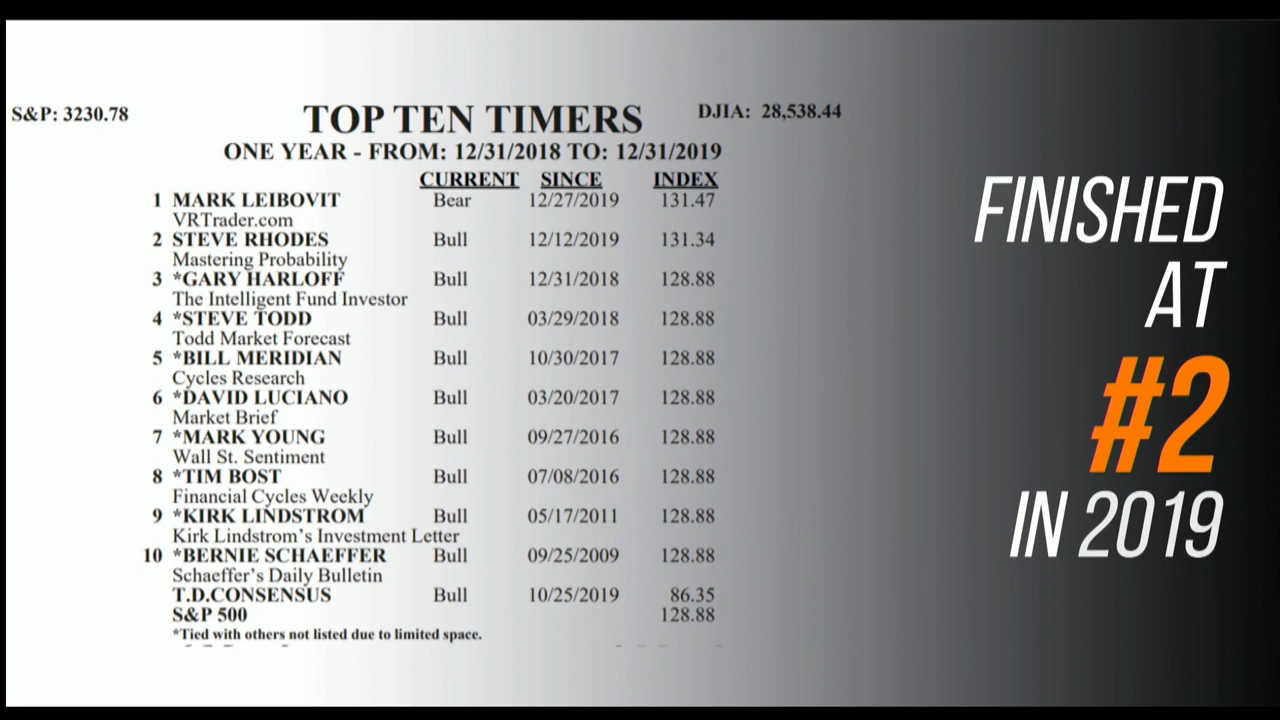 S&P: 3230.78
TOP TEN TIMERS
DJIA: 28,538.44
ONE YEAR - FROM: 12/31/2018 TO: 12/31/2019
CURRENT SINCE INDEX
1 MARK LEIBOVIT Bear 12/27/2019 131.47
VRTrader.com
2 STEVE RHODES Bull 12/12/2019 131.34
Mastering Probability
3 *GARY HARLOFF Bull 12/31/2018 128.88
The Intelligent Fund Investor
4 *STEVE TODD Bull 03/29/2018 128.88
Todd Market Forecast
5 *BILL MERIDIAN Bull 10/30/2017 128.88
Cycles Research
6 *DAVID LUCIANO Bull 03/20/2017 128.88
Market Brief
7 *MARK YOUNG Bull 09/27/2016 128.88
Wall St. Sentiment
8 *TIM BOST Bull 07/08/2016 128.88
Financial Cycles Weekly
9 *KIRK LINDSTROM Bull 05/17/2011 128.88
Kirk Lindstrom's Investment Letter
10 *BERNIE SCHAEFFER Bull 09/25/2009 128.88
Schaeffer's Daily Bulletin
T.D.CONSENSUS Bull 10/25/2019 86.35
S&P 500 128.88
*Tied with others not listed due to limited space.
FINISHED
AT
#2
IN 2019